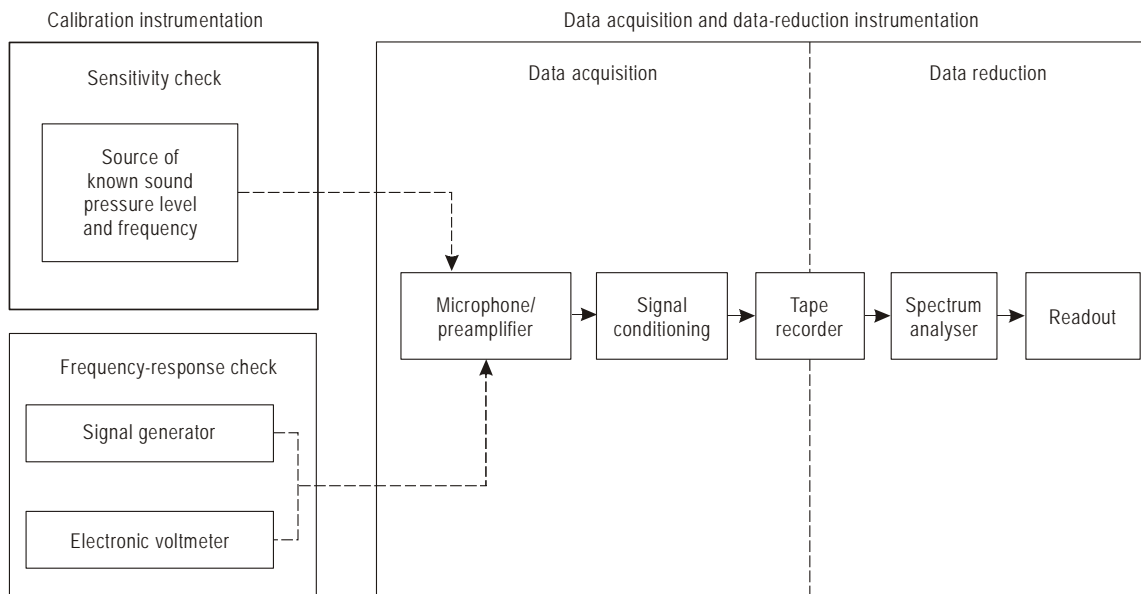 Calibration instrumentation
Sensitivity check
Source of
known sound
pressure level
and frequency
Frequency-response check
Signal generator
Electronic voltmeter
Data acquisition and data-reduction instrumentation
Data acquisition
Data reduction
Microphone/
preamplifier
Signal
conditioning
Tape
recorder
Spectrum
analyser
Readout